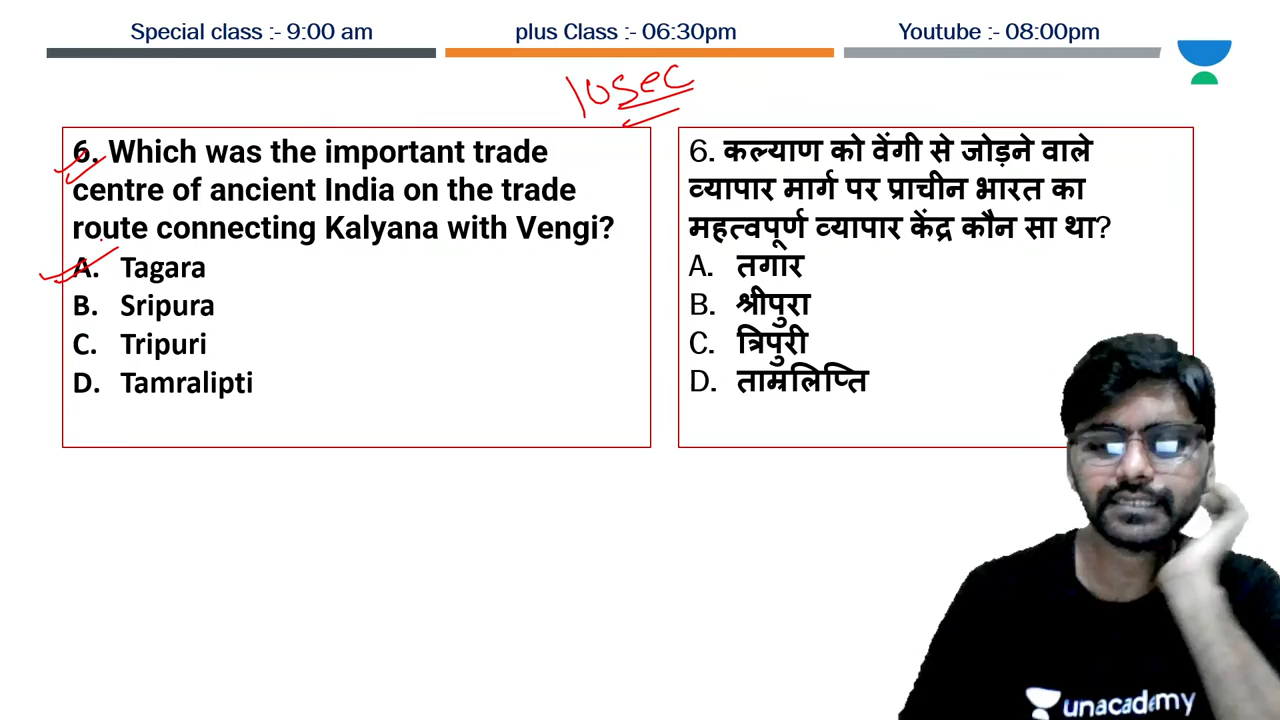 Special class :- 9:00 am
plus Class :- 06:30pm
Youtube :- 08:00pm
10sec
6. Which was the important trade
centre of ancient India on the trade
route connecting Kalyana with Vengi?
A. Tagara
B. Sripura
C. Tripuri
D. Tamralipti
6. कल्याण को वेंगी से जोड़ने वाले
व्यापार मार्ग पर प्राचीन भारत का
महत्वपूर्ण व्यापार केंद्र कौन सा था?
A. तगार
B. श्रीपुरा
C. त्रिपुरी
D. ताम्रलिप्ति
unacademy